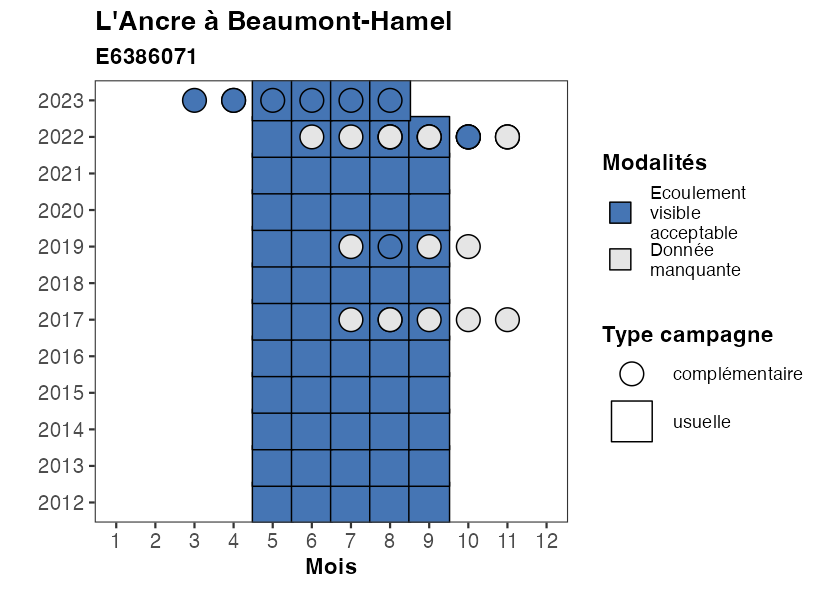 L'Ancre à Beaumont-Hamel
E6386071
2023
2022
2021
2020
2019
2018
2017
2016
2015
2014
2013
2012
1 2 3 4 5 6 7 8 9 10 11 12
Mois
Modalités
Ecoulement
visible
acceptable
Donnée
manquante
Type campagne
complémentaire
usuelle